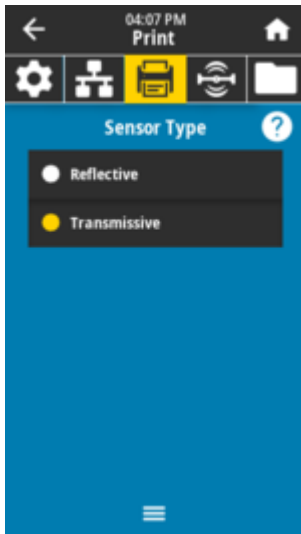 04:07 PM
Print
Sensor Type
?
Reflective
Transmissive